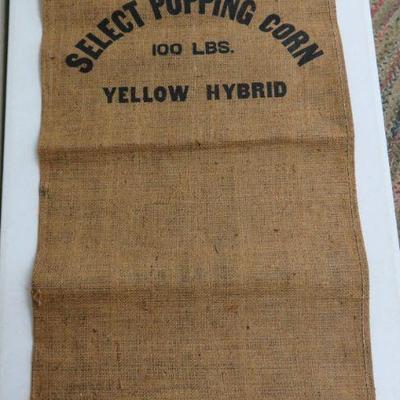 SELECT POPPING CORN
100 LBS.
YELLOW HYBRID